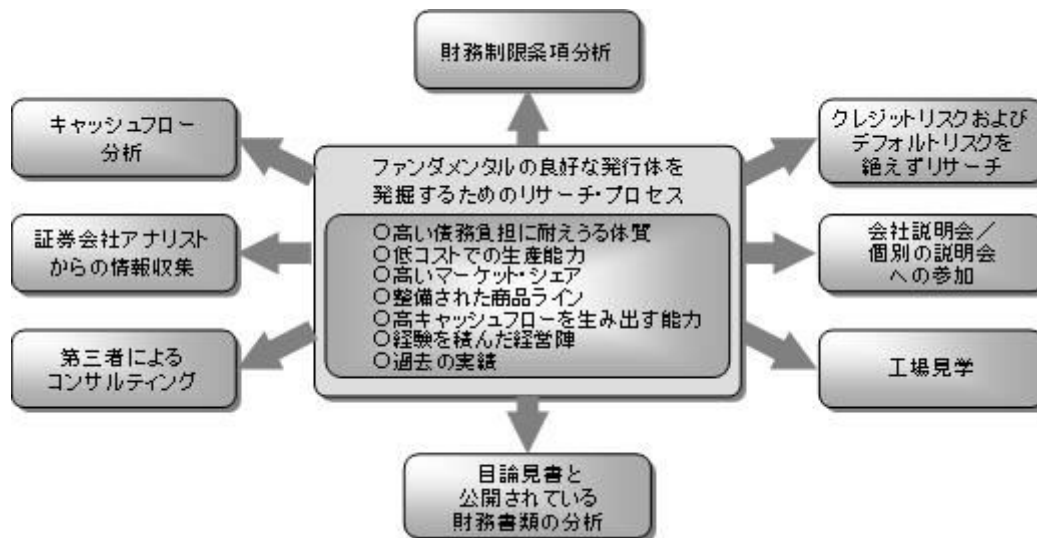 財務制限条項分析
キャッシュフロー
分析
クレジットリスクおよび
デフォルトリスクを
絶えずリサーチ
ファンダメンタルの良好な発行体を
発掘するためのリサーチ・プロセス
○高い債務負担に耐えうる体質
○低コストでの生産能力
○高いマーケット・シェア
○整備された商品ライン
○高キャッシュフローを生み出す能力
○経験を積んだ経営陣
○過去の実績
証券会社アナリスト
からの情報収集
会社説明会／
個別の説明会
への参加
第三者による
コンサルティング
工場見学
目論見書と
公開されている
財務書類の分析